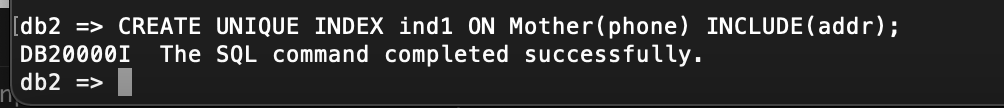 db2 => CREATE UNIQUE INDEX ind1 ON Mother(phone) INCLUDE(addr);
DB20000I  The SQL command completed successfully.
db2 =>